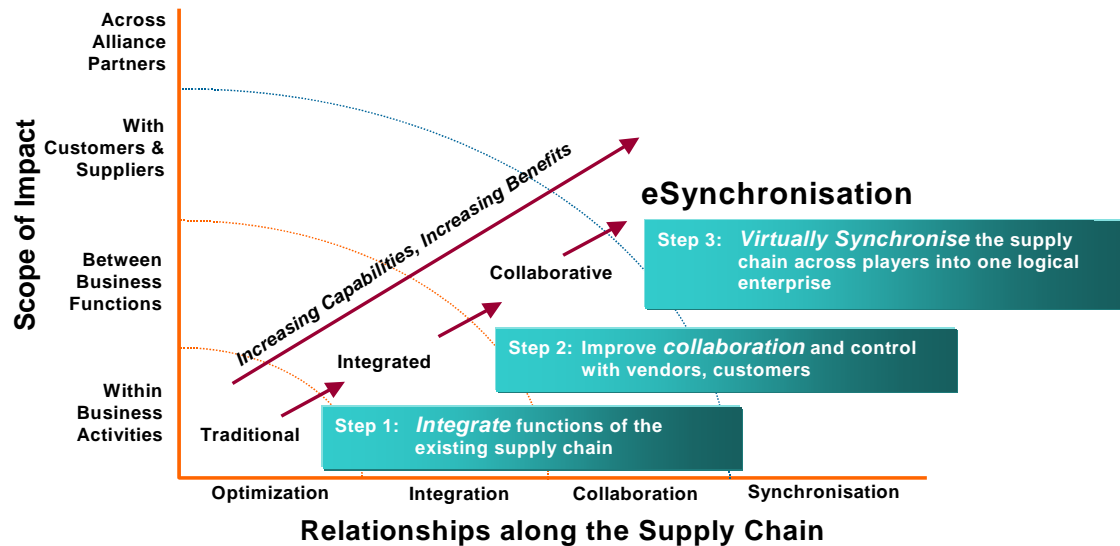 Across
Alliance
Partners
With
Customers &
Suppliers
Between
Business
Functions
Within
Business
Activities
Scope of Impact
Increasing Capabilities, Increasing Benefits
eSynchronisation
Step 3: Virtually Synchronise the supply
chain across players into one logical
enterprise
Collaborative
Step 2: Improve collaboration and control
with vendors, customers
Integrated
Step 1: Integrate functions of the
existing supply chain
Traditional
Optimization
Integration
Collaboration
Synchronisation
Relationships along the Supply Chain